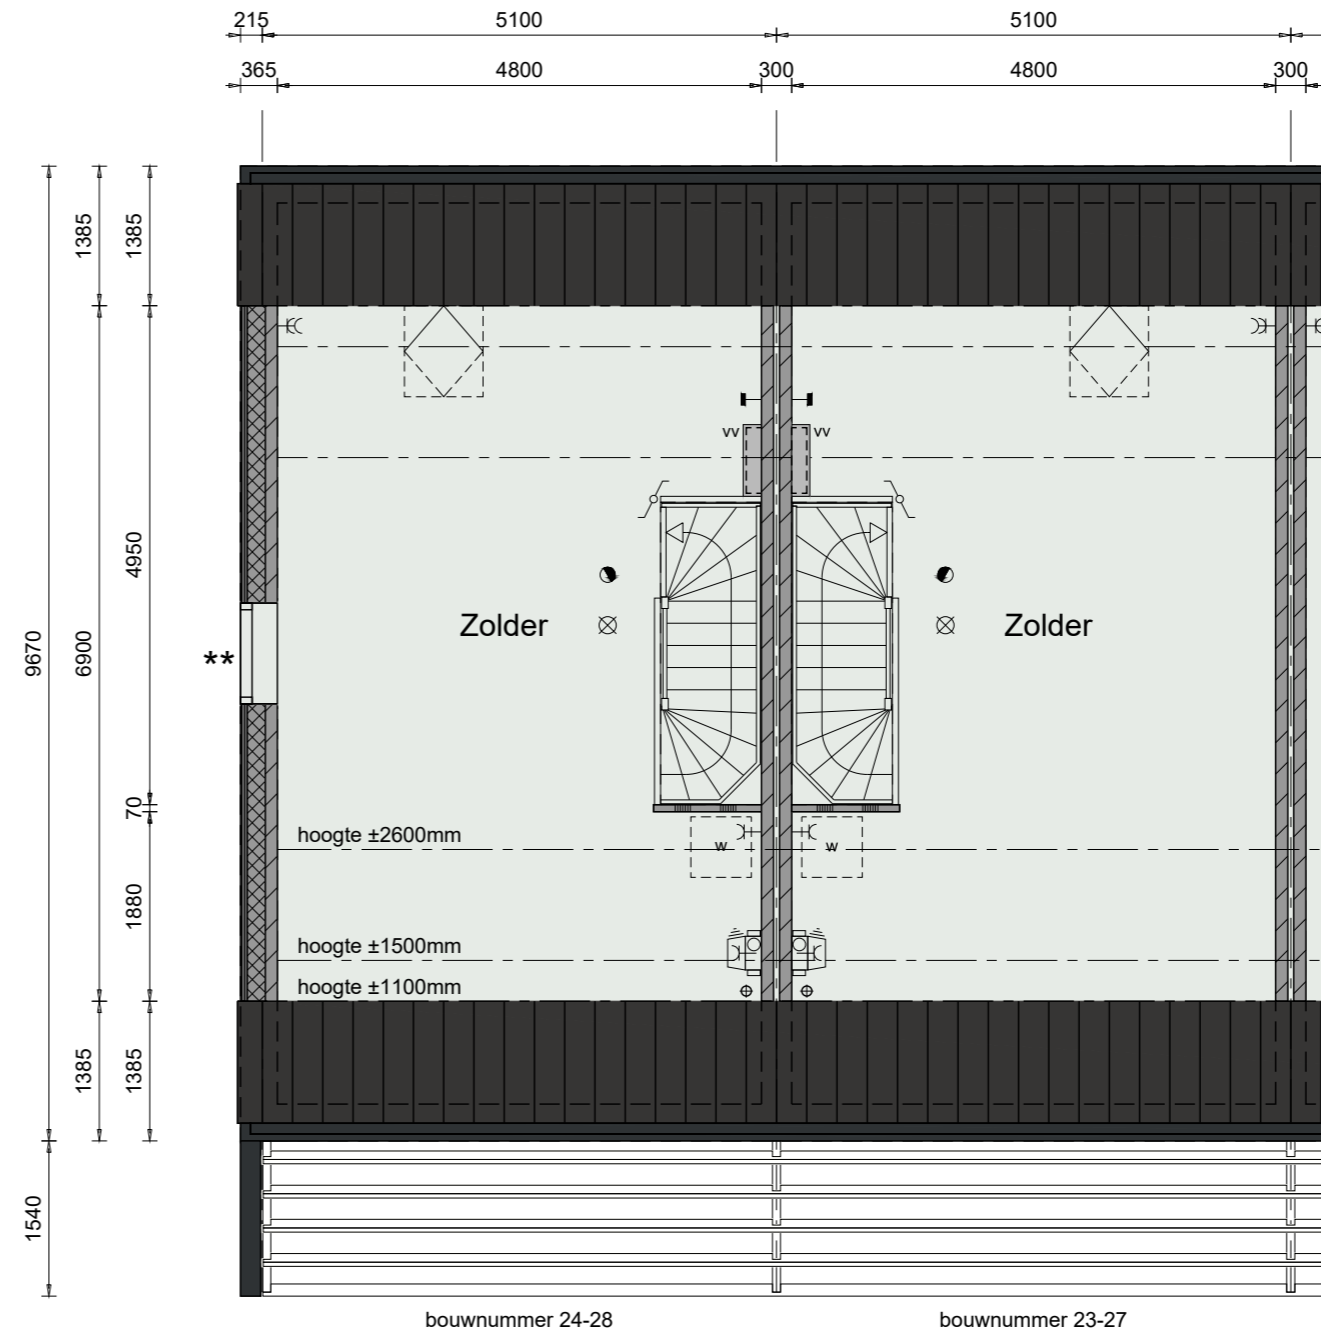 215 5100 5100
365 4800 300 4800 300
1385 1385
vv vv
4950
Zolder Zolder
9670 6900
**
70
hoogte ±2600mm
w w
1880
hoogte ±1500mm
hoogte ±1100mm
1385 1385
1540
bouwnummer 24-28 bouwnummer 23-27